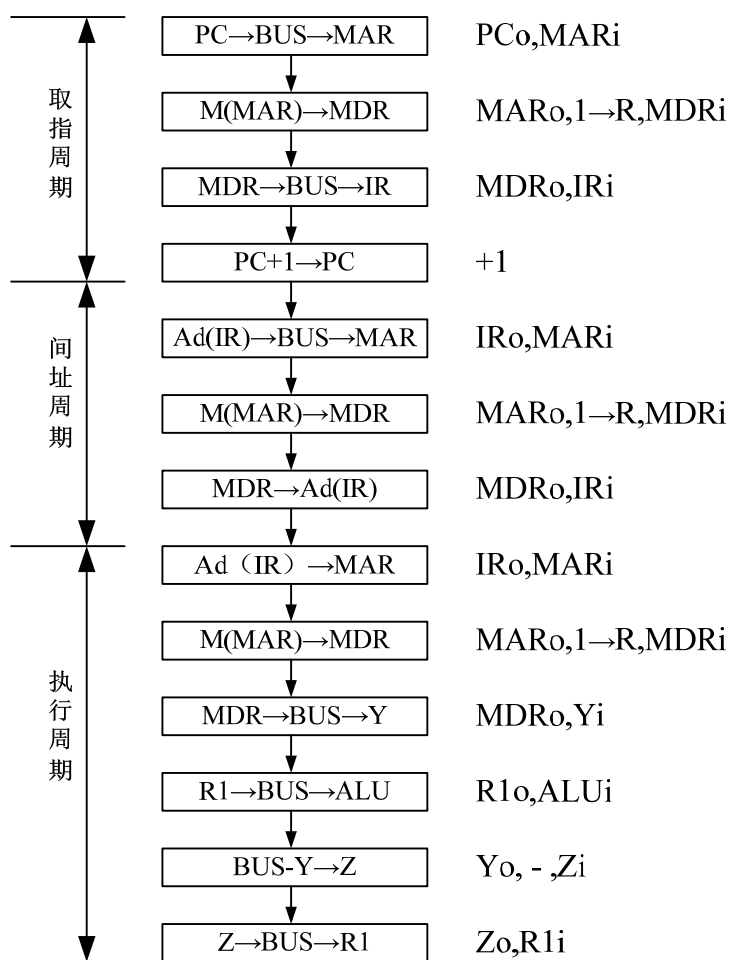 取指周期
PC→BUS→MAR PCo,MARi
M(MAR)→MDR MARo,1→R,MDRi
MDR→BUS→IR MDRo,IRi
PC+1→PC +1
间址周期
Ad(IR)→BUS→MAR IRo,MARi
M(MAR)→MDR MARo,1→R,MDRi
MDR→Ad(IR) MDRo,IRi
执行周期
Ad（IR）→MAR IRo,MARi
M(MAR)→MDR MARo,1→R,MDRi
MDR→BUS→Y MDRo,Yi
R1→BUS→ALU R1o,ALUi
BUS-Y→Z Yo, - ,Zi
Z→BUS→R1 Zo,R1i